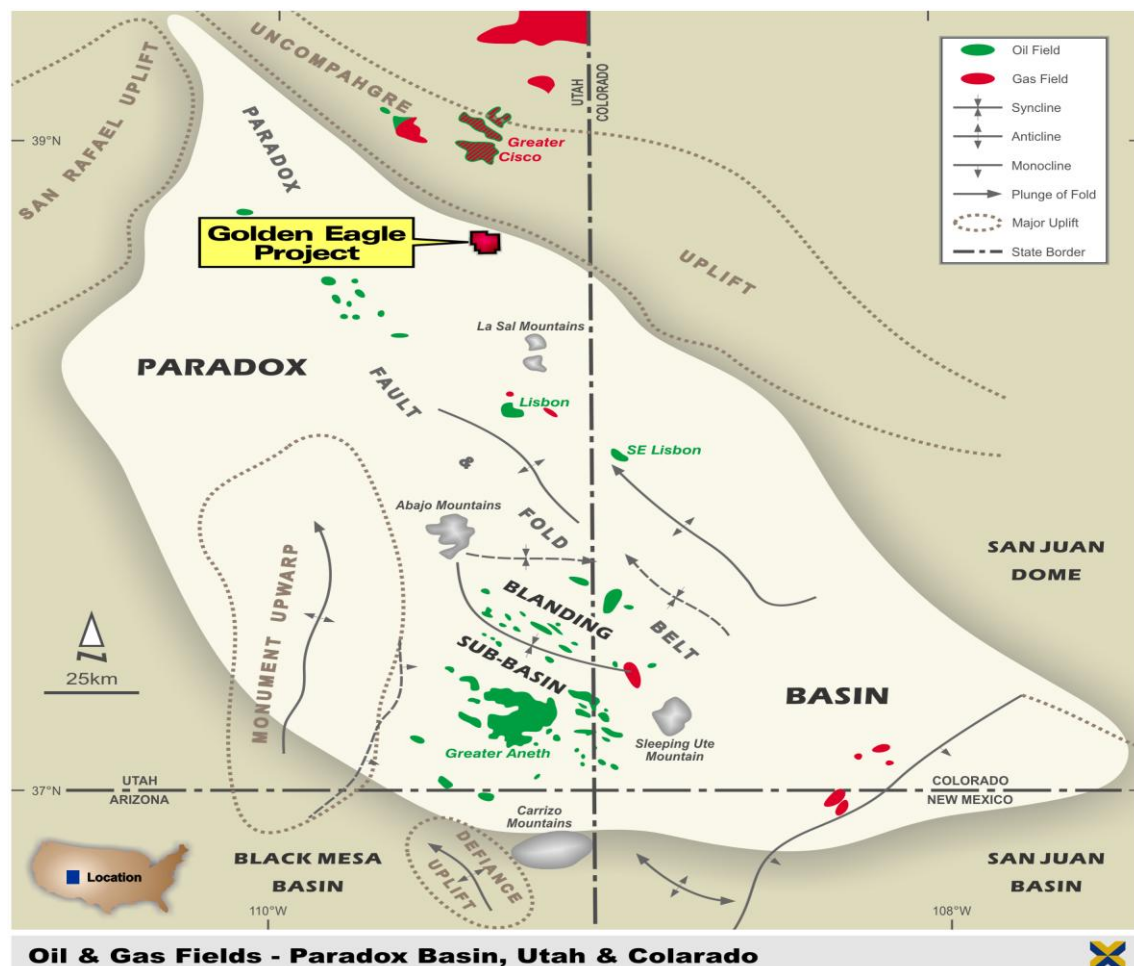 UNCOMPAHGRE
UPLIFT
SAN RAFAEL UPLIFT
PARADOX
UTAH
COLORADO
Oil Field
Gas Field
Syncline
Anticline
Monocline
Plunge of Fold
Major Uplift
State Border
39°N
Greater
Cisco
Golden Eagle
Project
La Sal Mountains
PARADOX
FAULT
&
FOLD
BELT
Lisbon
SE Lisbon
Abajo Mountains
SAN JUAN
DOME
BLANDING
SUB-BASIN
MONUMENT UPWARP
25km
BASIN
Greater Aneth
Sleeping Ute
Mountain
37°N
UTAH
ARIZONA
COLORADO
NEW MEXICO
Carrizo
Mountains
DEFIANCE
UPLIFT
BLACK MESA
BASIN
SAN JUAN
BASIN
Location
110°W
108°W
Oil & Gas Fields - Paradox Basin, Utah & Colarado